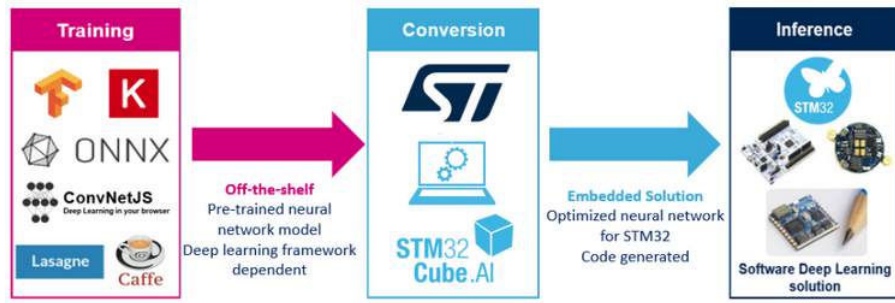 Training
K
ONNX
ConvNetJS
Deep Learning in your browser
Lasagne
Caffe
Off-the-shelf
Pre-trained neural
network model
Deep learning framework
dependent
Conversion
ST
STM32
Cube.AI
Embedded Solution
Optimized neural network
for STM32
Code generated
Inference
STM32
Software Deep Learning
solution